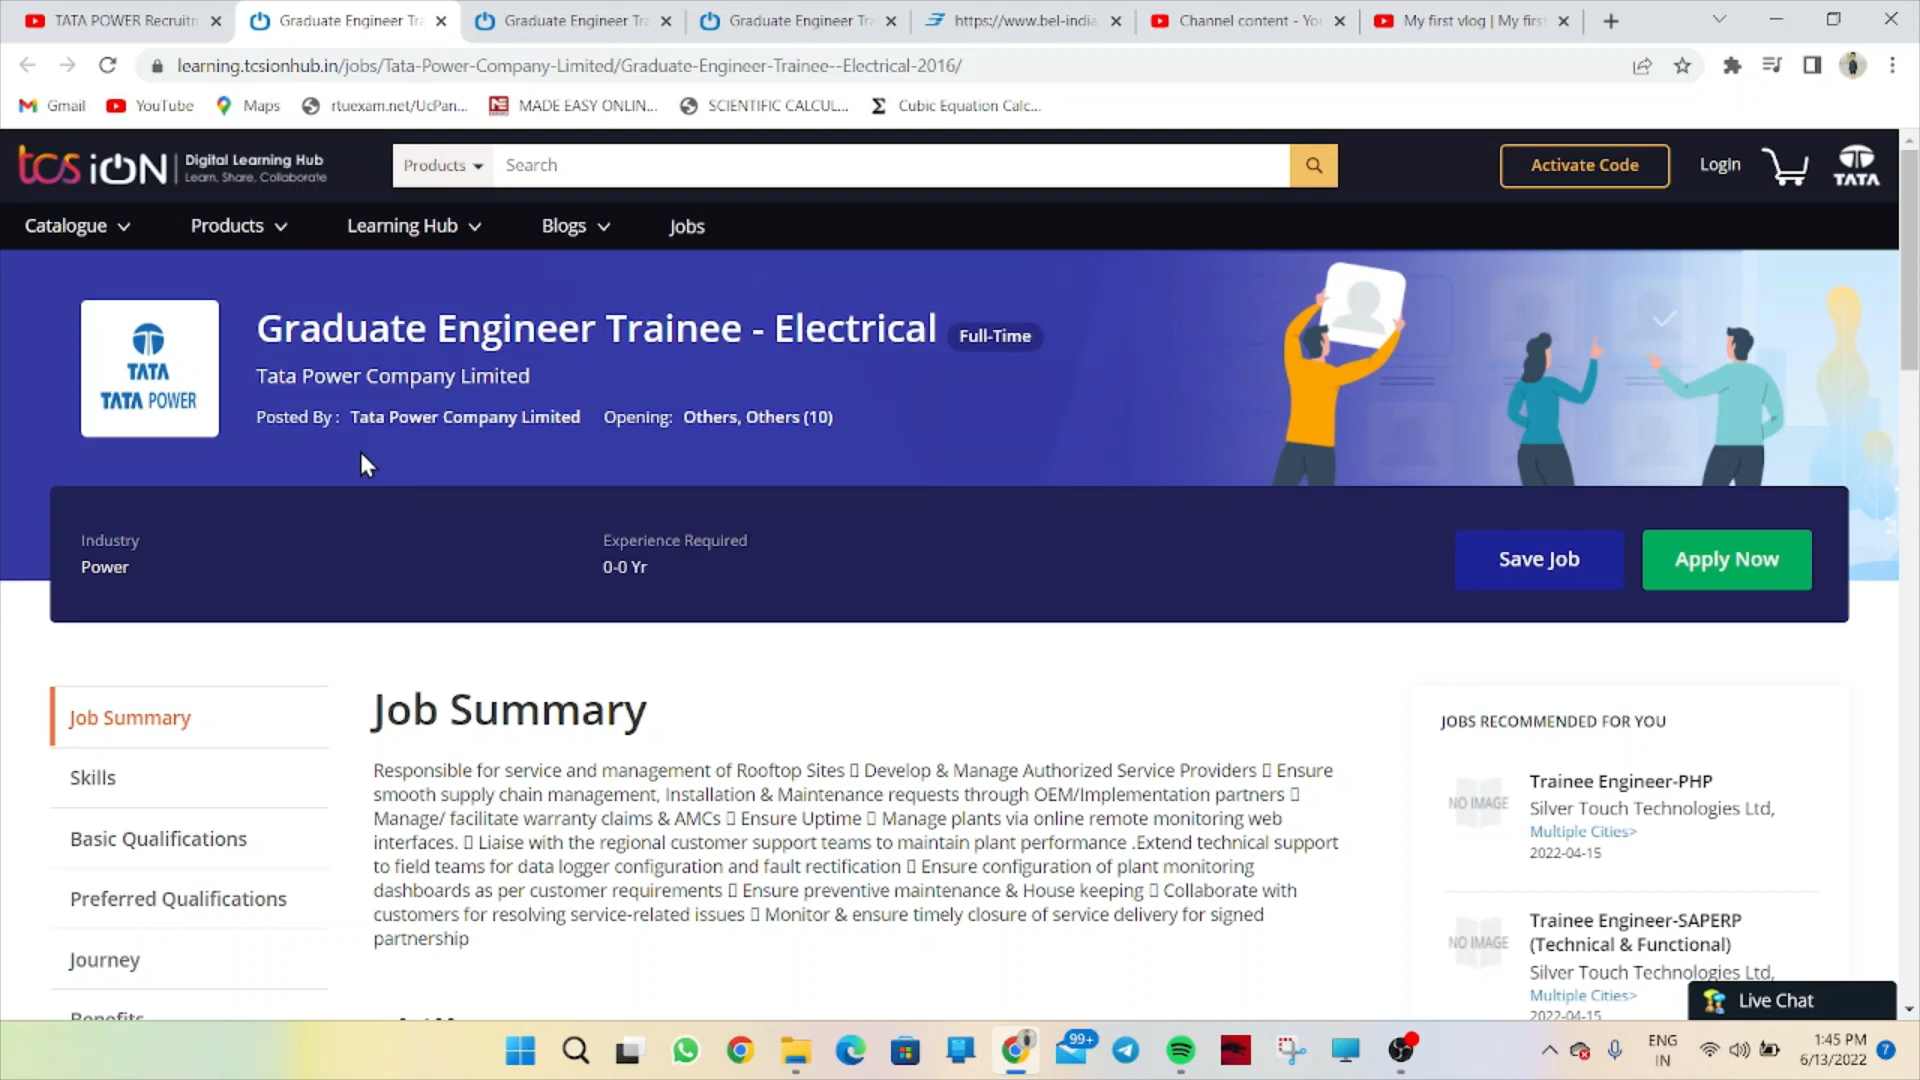 TATA POWER Recruitm
Graduate Engineer Tra
Graduate Engineer Tra
Graduate Engineer Tra
https://www.bel-india
Channel content - You
My first vlog | My first
learning.tcsionhub.in/jobs/Tata-Power-Company-Limited/Graduate-Engineer-Trainee--Electrical-2016/
Gmail
YouTube
Maps
rtuexam.net/UcPan...
MADE EASY ONLIN...
SCIENTIFIC CALCUL...
Cubic Equation Calc...
tcs iON
Digital Learning Hub
Learn, Share, Collaborate
Products
Search
Activate Code
Login
TATA
Catalogue
Products
Learning Hub
Blogs
Jobs
TATA
TATA POWER
Graduate Engineer Trainee - Electrical
Full-Time
Tata Power Company Limited
Posted By : Tata Power Company Limited Opening: Others, Others (10)
Industry
Power
Experience Required
0-0 Yr
Save Job
Apply Now
Job Summary
Skills
Basic Qualifications
Preferred Qualifications
Journey
Benefits
Job Summary
Responsible for service and management of Rooftop Sites ▯ Develop & Manage Authorized Service Providers ▯ Ensure
smooth supply chain management, Installation & Maintenance requests through OEM/Implementation partners ▯
Manage/ facilitate warranty claims & AMCs ▯ Ensure Uptime ▯ Manage plants via online remote monitoring web
interfaces. ▯ Liaise with the regional customer support teams to maintain plant performance .Extend technical support
to field teams for data logger configuration and fault rectification ▯ Ensure configuration of plant monitoring
dashboards as per customer requirements ▯ Ensure preventive maintenance & House keeping ▯ Collaborate with
customers for resolving service-related issues ▯ Monitor & ensure timely closure of service delivery for signed
partnership
JOBS RECOMMENDED FOR YOU
NO IMAGE
Trainee Engineer-PHP
Silver Touch Technologies Ltd,
Multiple Cities>
2022-04-15
NO IMAGE
Trainee Engineer-SAPERP
(Technical & Functional)
Silver Touch Technologies Ltd,
Multiple Cities>
2022-04-15
Live Chat
99+
ENG
IN
1:45 PM
6/13/2022
7